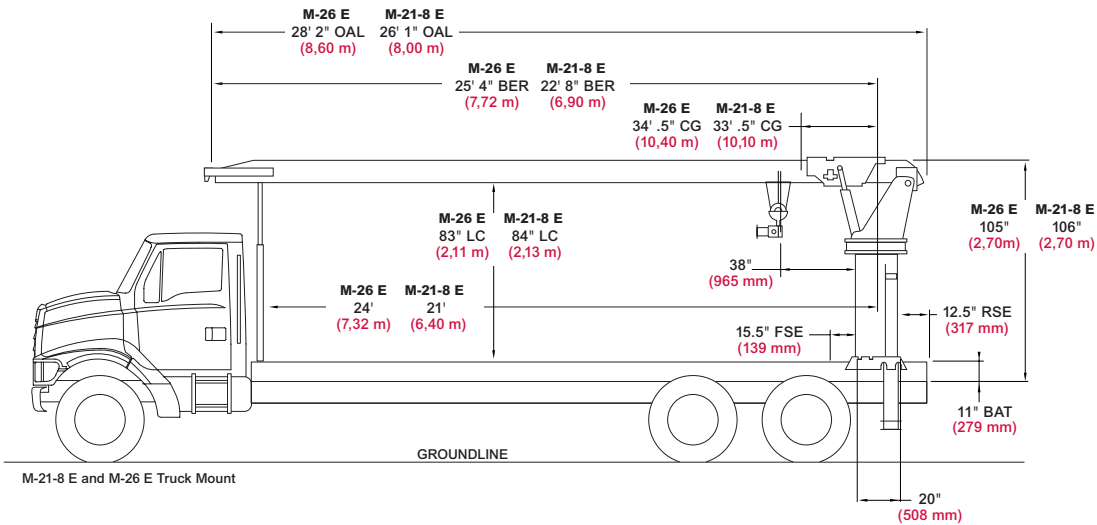 M-26 E M-21-8 E
28' 2" OAL 26' 1" OAL
(8,60 m) (8,00 m)
M-26 E M-21-8 E
25' 4" BER 22' 8" BER
(7,72 m) (6,90 m)
M-26 E M-21-8 E
34' .5" CG 33' .5" CG
(10,40 m) (10,10 m)
M-26 E M-21-8 E
83" LC 84" LC
(2,11 m) (2,13 m)
M-26 E M-21-8 E
105" 106"
(2,70m) (2,70 m)
38"
(965 mm)
M-26 E M-21-8 E
24' 21'
(7,32 m) (6,40 m)
15.5" FSE
(139 mm)
12.5" RSE
(317 mm)
11" BAT
(279 mm)
GROUNDLINE
M-21-8 E and M-26 E Truck Mount
20"
(508 mm)